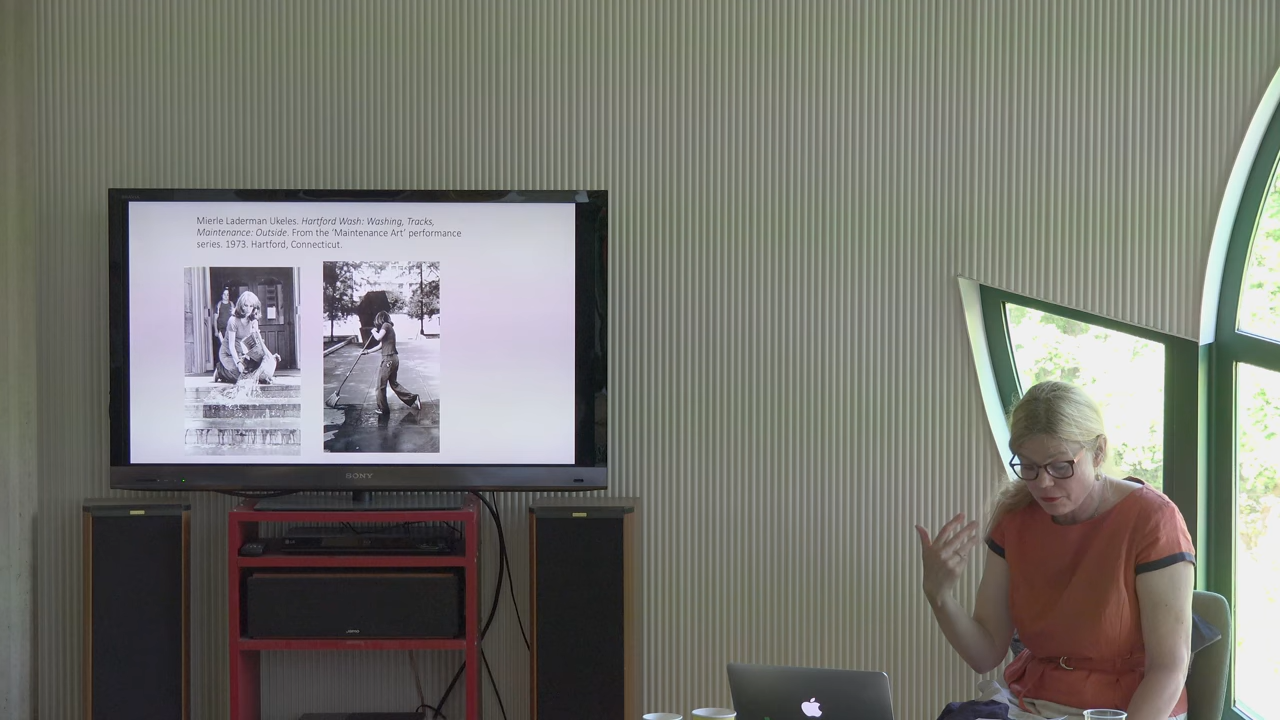 Mierle Laderman Ukeles. Hartford Wash: Washing, Tracks,
Maintenance: Outside. From the 'Maintenance Art' performance
series. 1973. Hartford, Connecticut.
SONY